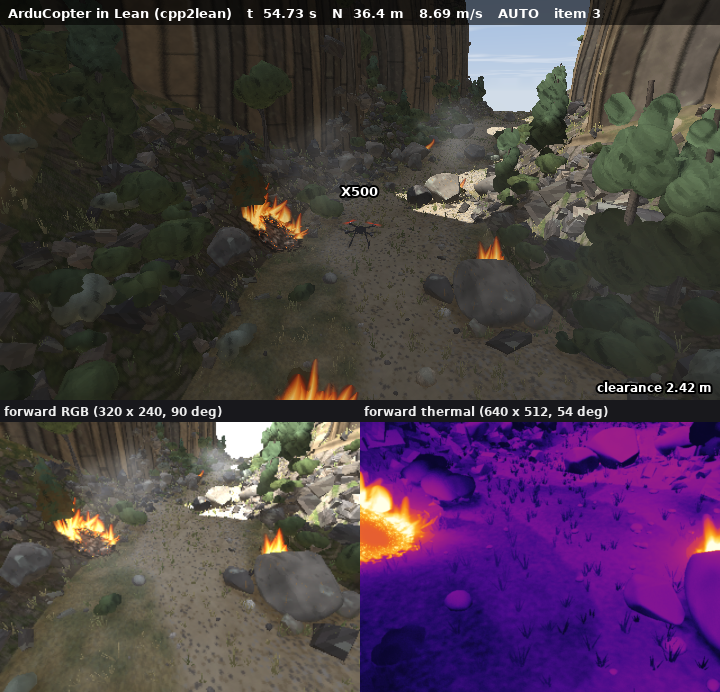 ArduCopter in Lean (cpp2lean) t 54.73 s N 36.4 m 8.69 m/s AUTO item 3
X500
clearance 2.42 m
forward RGB (320 x 240, 90 deg)
forward thermal (640 x 512, 54 deg)